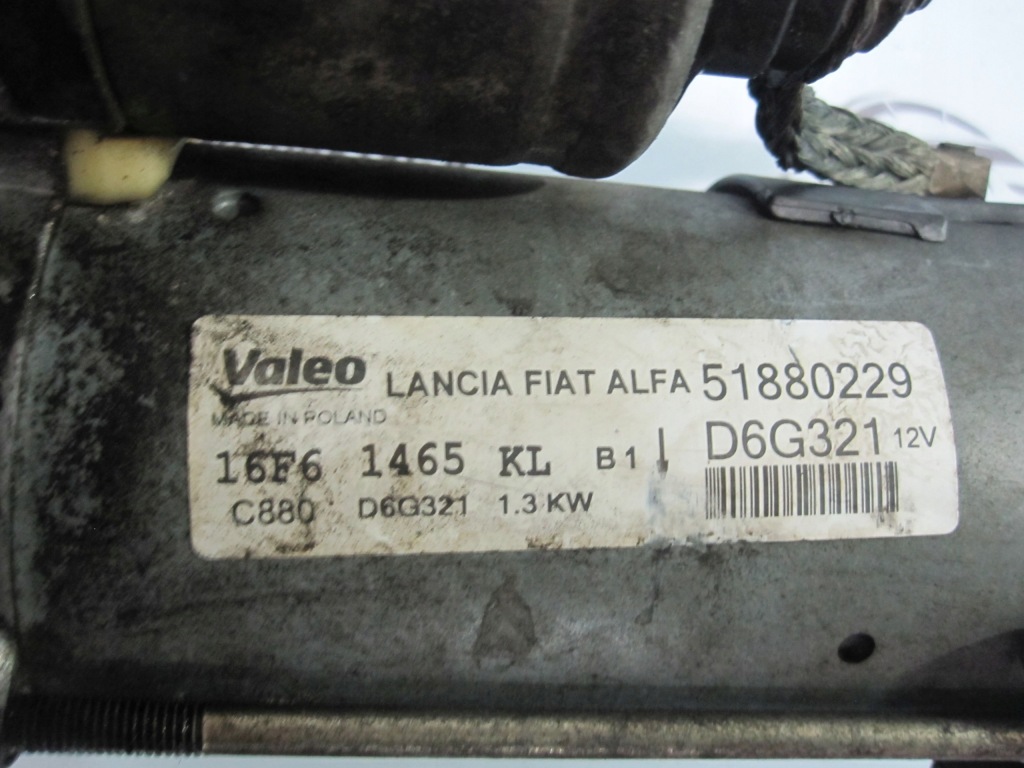 Valeo LANCIA FIAT ALFA 51880229
MADE IN POLAND
D6G321 12V
16F6 1465 KL B1
C880 D6G321 1.3 KW